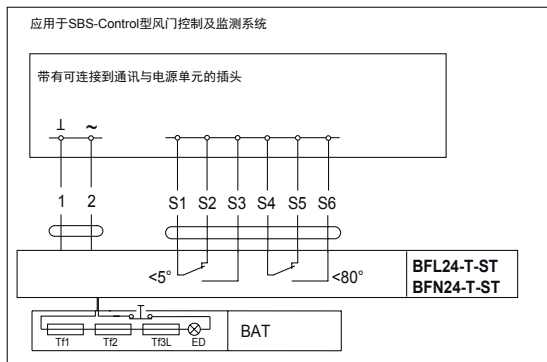 应用于SBS-Control型风门控制及监测系统
带有可连接到通讯与电源单元的插头
⊥ ~
1 2 S1 S2 S3 S4 S5 S6
<5° <80°
BFL24-T-ST
BFN24-T-ST
T
BAT
Tf1 Tf2 Tf3L ED